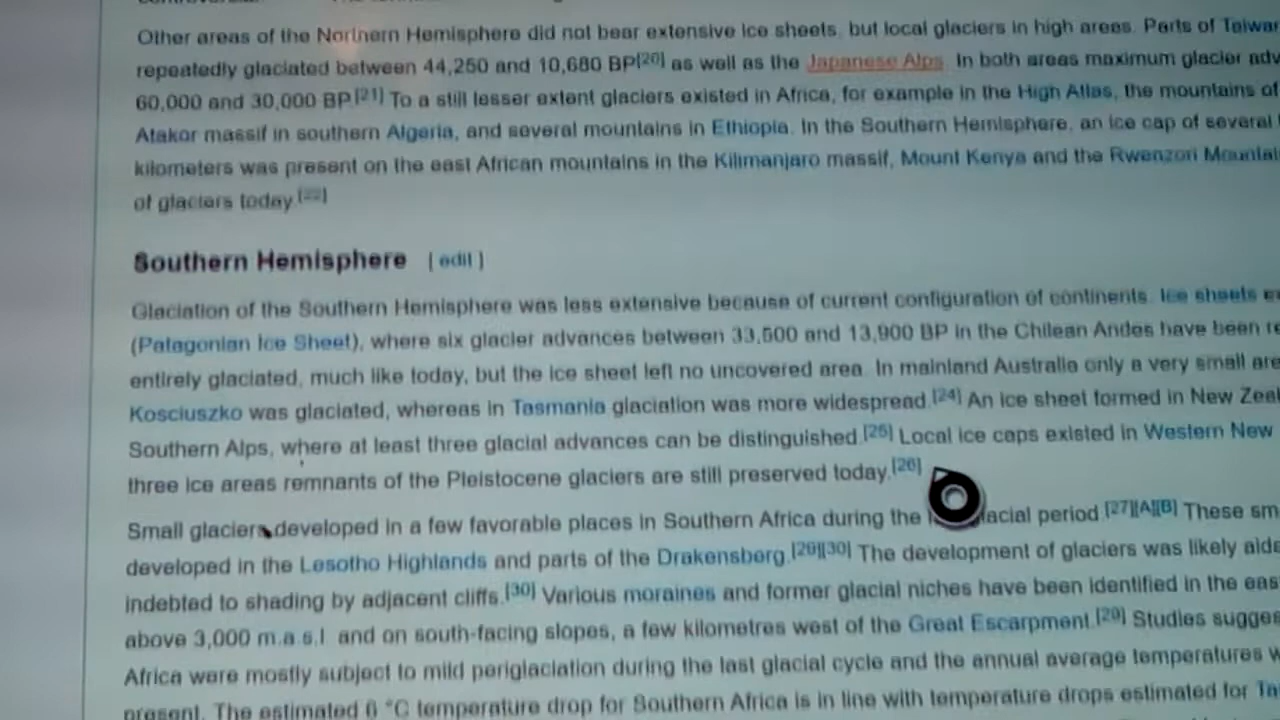 Other areas of the Northern Hemisphere did not bear extensive ice sheets, but local glaciers in high areas. Parts of Taiwan
repeatedly glaciated between 44,250 and 10,680 BP[20] as well as the Japanese Alps. In both areas maximum glacier adv
60,000 and 30,000 BP.[21] To a still lesser extent glaciers existed in Africa, for example in the High Atlas, the mountains of
Atakor massif in southern Algeria, and several mountains in Ethiopia. In the Southern Hemisphere, an ice cap of several
kilometers was present on the east African mountains in the Kilimanjaro massif, Mount Kenya and the Rwenzori Mountai
of glaciers today.[22]
Southern Hemisphere [ edit ]
Glaciation of the Southern Hemisphere was less extensive because of current configuration of continents. Ice sheets ex
(Patagonian Ice Sheet), where six glacier advances between 33,500 and 13,900 BP in the Chilean Andes have been re
entirely glaciated, much like today, but the ice sheet left no uncovered area. In mainland Australia only a very small are
Kosciuszko was glaciated, whereas in Tasmania glaciation was more widespread.[24] An ice sheet formed in New Zeal
Southern Alps, where at least three glacial advances can be distinguished.[25] Local ice caps existed in Western New
three ice areas remnants of the Pleistocene glaciers are still preserved today.[26]
Small glaciers developed in a few favorable places in Southern Africa during the l acial period.[27][A][B] These sm
developed in the Lesotho Highlands and parts of the Drakensberg.[29][30] The development of glaciers was likely aide
indebted to shading by adjacent cliffs.[30] Various moraines and former glacial niches have been identified in the eas
above 3,000 m.a.s.l. and on south-facing slopes, a few kilometres west of the Great Escarpment.[29] Studies sugges
Africa were mostly subject to mild periglaciation during the last glacial cycle and the annual average temperatures w
present. The estimated 6 °C temperature drop for Southern Africa is in line with temperature drops estimated for Ta